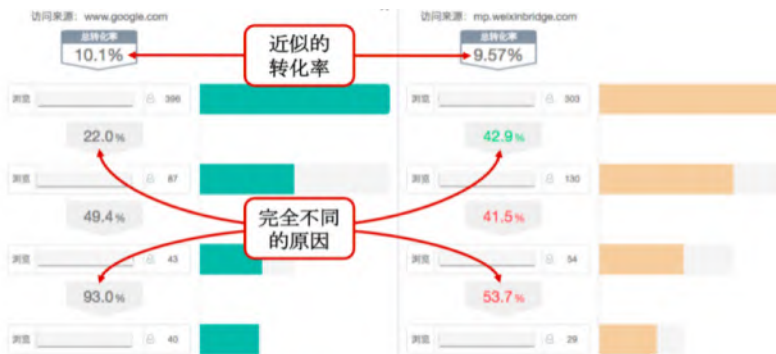 访问来源：www.google.com
总转化率
10.1%
浏览 396
22.0%
浏览 87
49.4%
浏览 43
93.0%
浏览 40
近似的
转化率
完全不同
的原因
访问来源：mp.weixinbridge.com
总转化率
9.57%
浏览 303
42.9%
浏览 130
41.5%
浏览 54
53.7%
浏览 29